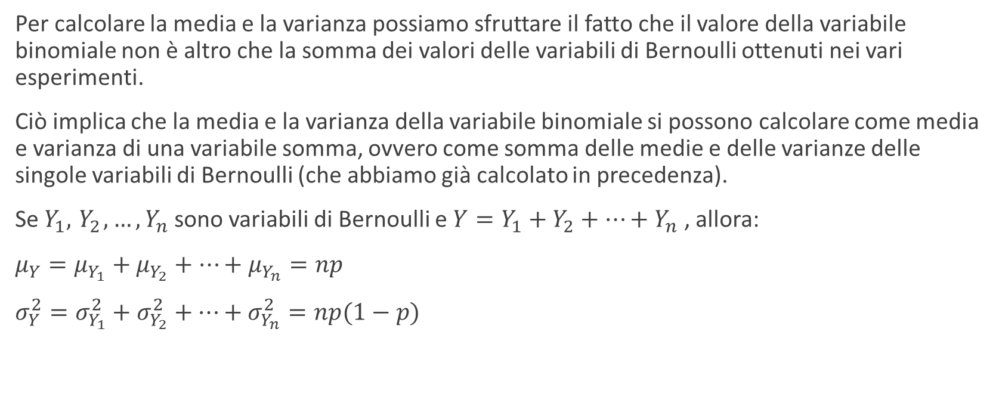 Per calcolare la media e la varianza possiamo sfruttare il fatto che il valore della variabile
binomiale non è altro che la somma dei valori delle variabili di Bernoulli ottenuti nei vari
esperimenti.
Ciò implica che la media e la varianza della variabile binomiale si possono calcolare come media
e varianza di una variabile somma, ovvero come somma delle medie e delle varianze delle
singole variabili di Bernoulli (che abbiamo già calcolato in precedenza).
Se $Y_1, Y_2, \ldots, Y_n$ sono variabili di Bernoulli e $Y = Y_1 + Y_2 + \cdots + Y_n$ , allora:
$\mu_Y = \mu_{Y_1} + \mu_{Y_2} + \cdots + \mu_{Y_n} = np$
$\sigma_Y^2 = \sigma_{Y_1}^2 + \sigma_{Y_2}^2 + \cdots + \sigma_{Y_n}^2 = np(1 - p)$